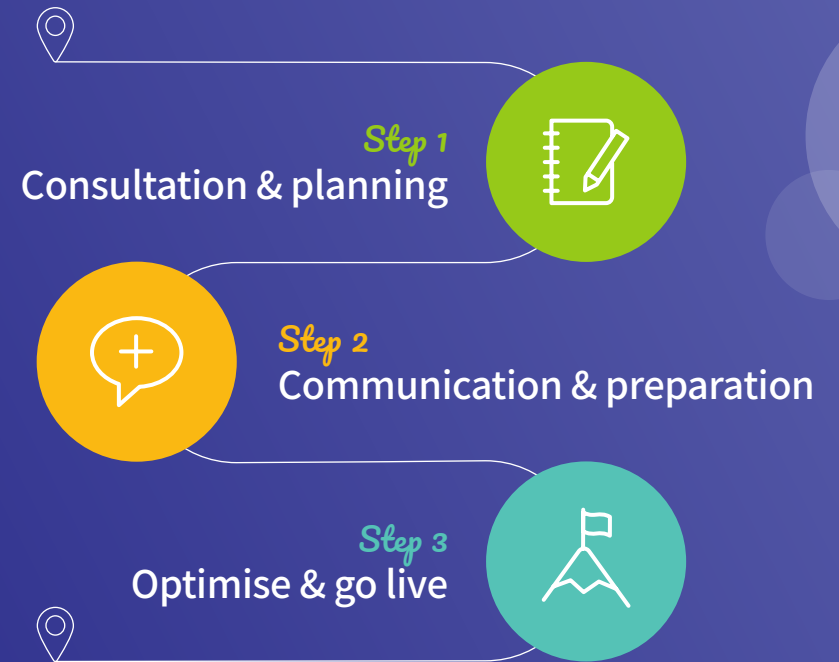 Step 1
Consultation & planning
Step 2
Communication & preparation
Step 3
Optimise & go live